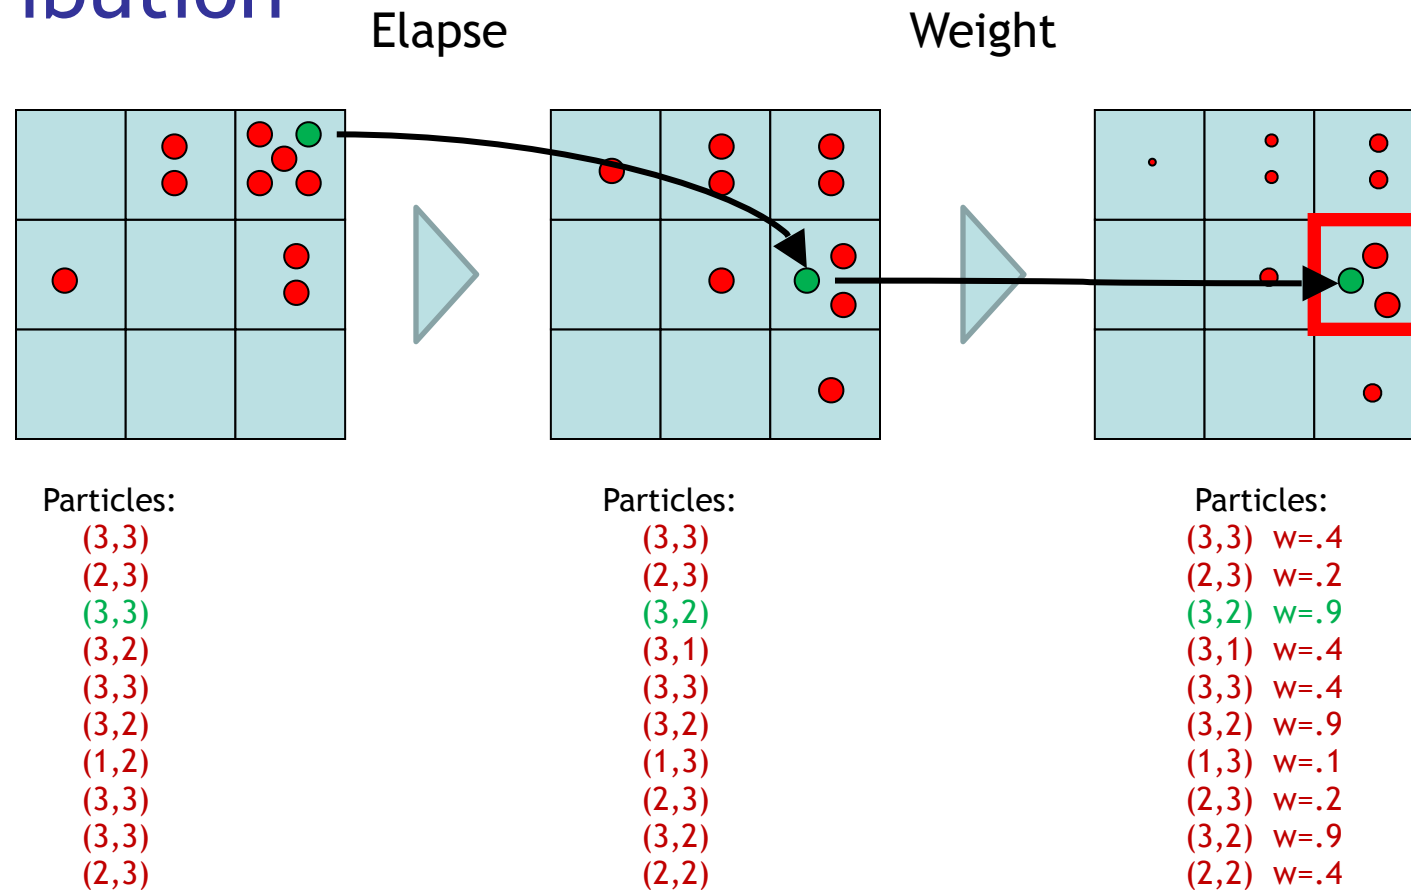 Elapse
Weight
Particles:
(3,3)
(2,3)
(3,3)
(3,2)
(3,3)
(3,2)
(1,2)
(3,3)
(3,3)
(2,3)
Particles:
(3,3)
(2,3)
(3,2)
(3,1)
(3,3)
(3,2)
(1,3)
(2,3)
(3,2)
(2,2)
Particles:
(3,3) w=.4
(2,3) w=.2
(3,2) w=.9
(3,1) w=.4
(3,3) w=.4
(3,2) w=.9
(1,3) w=.1
(2,3) w=.2
(3,2) w=.9
(2,2) w=.4